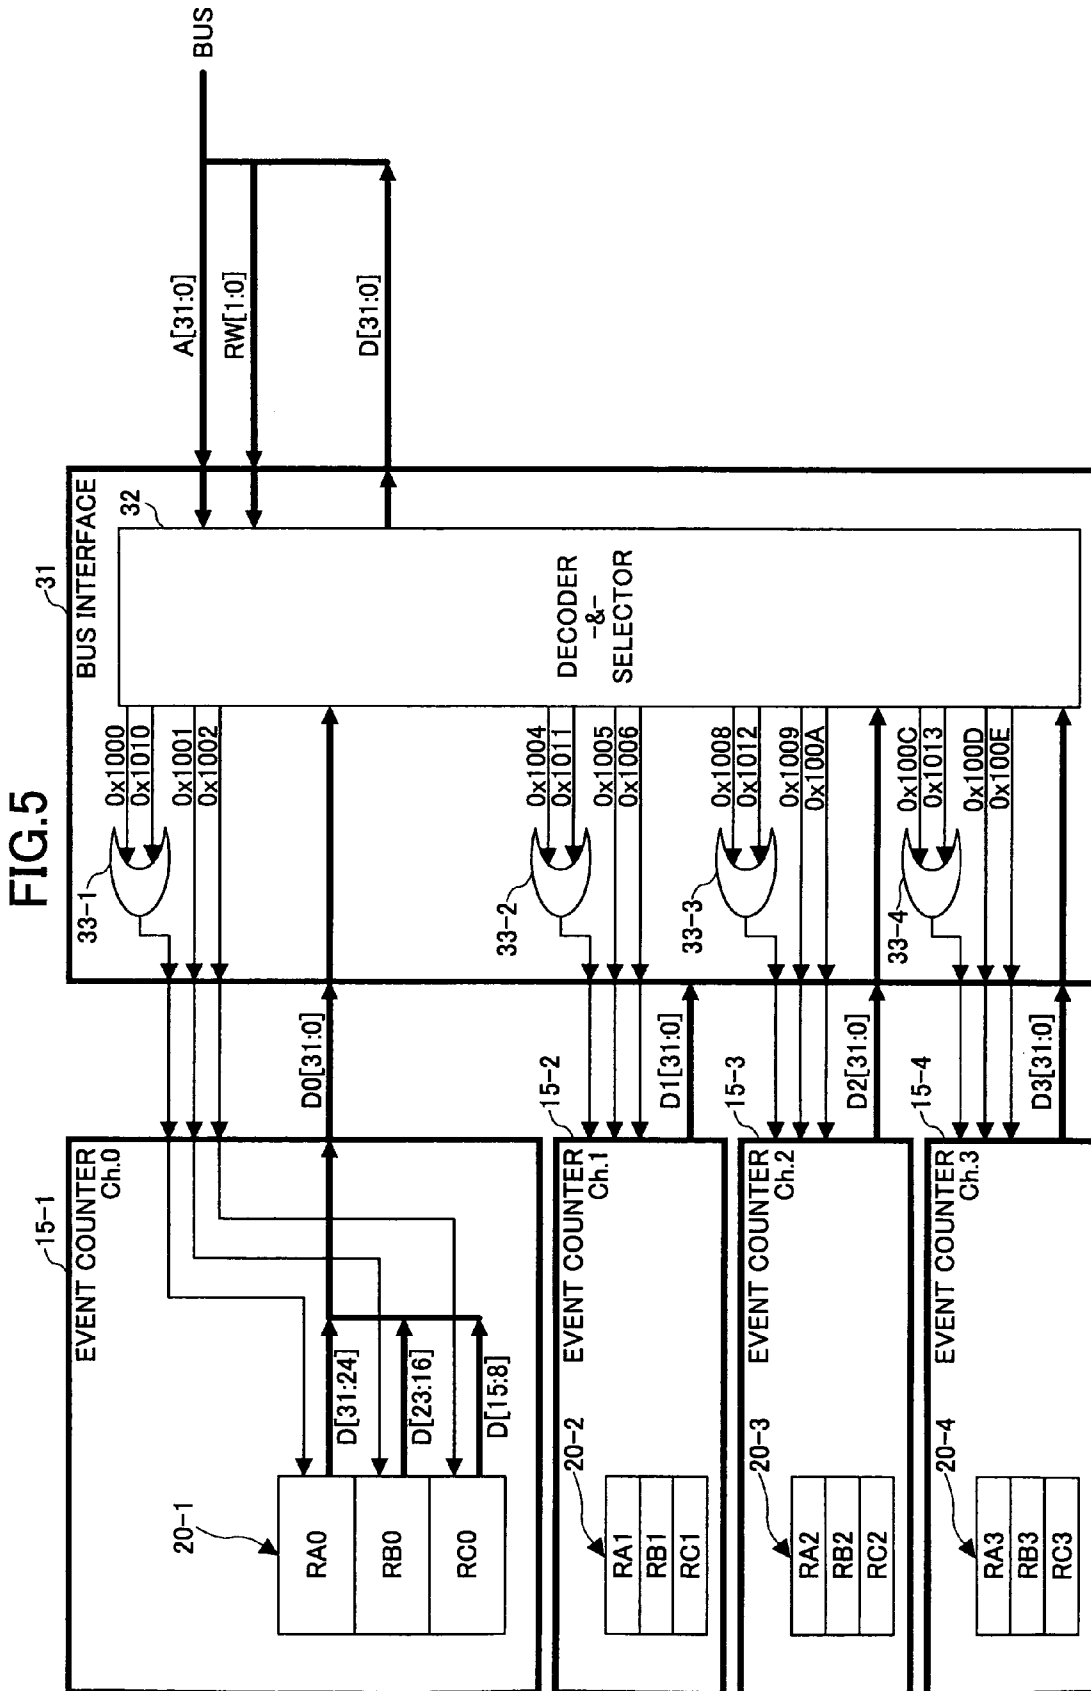 FIG.5
15-1
EVENT COUNTER
Ch.0
20-1
RA0
RB0
RC0
D[31:24]
D[23:16]
D[15:8]
D0[31:0]
31
BUS INTERFACE
33-1
0x1000
0x1010
0x1001
0x1002
32
DECODER
-&-
SELECTOR
A[31:0]
RW[1:0]
D[31:0]
BUS
15-2
EVENT COUNTER
Ch.1
20-2
RA1
RB1
RC1
D1[31:0]
33-2
0x1004
0x1011
0x1005
0x1006
15-3
EVENT COUNTER
Ch.2
20-3
RA2
RB2
RC2
D2[31:0]
33-3
0x1008
0x1012
0x1009
0x100A
15-4
EVENT COUNTER
Ch.3
20-4
RA3
RB3
RC3
D3[31:0]
33-4
0x100C
0x1013
0x100D
0x100E